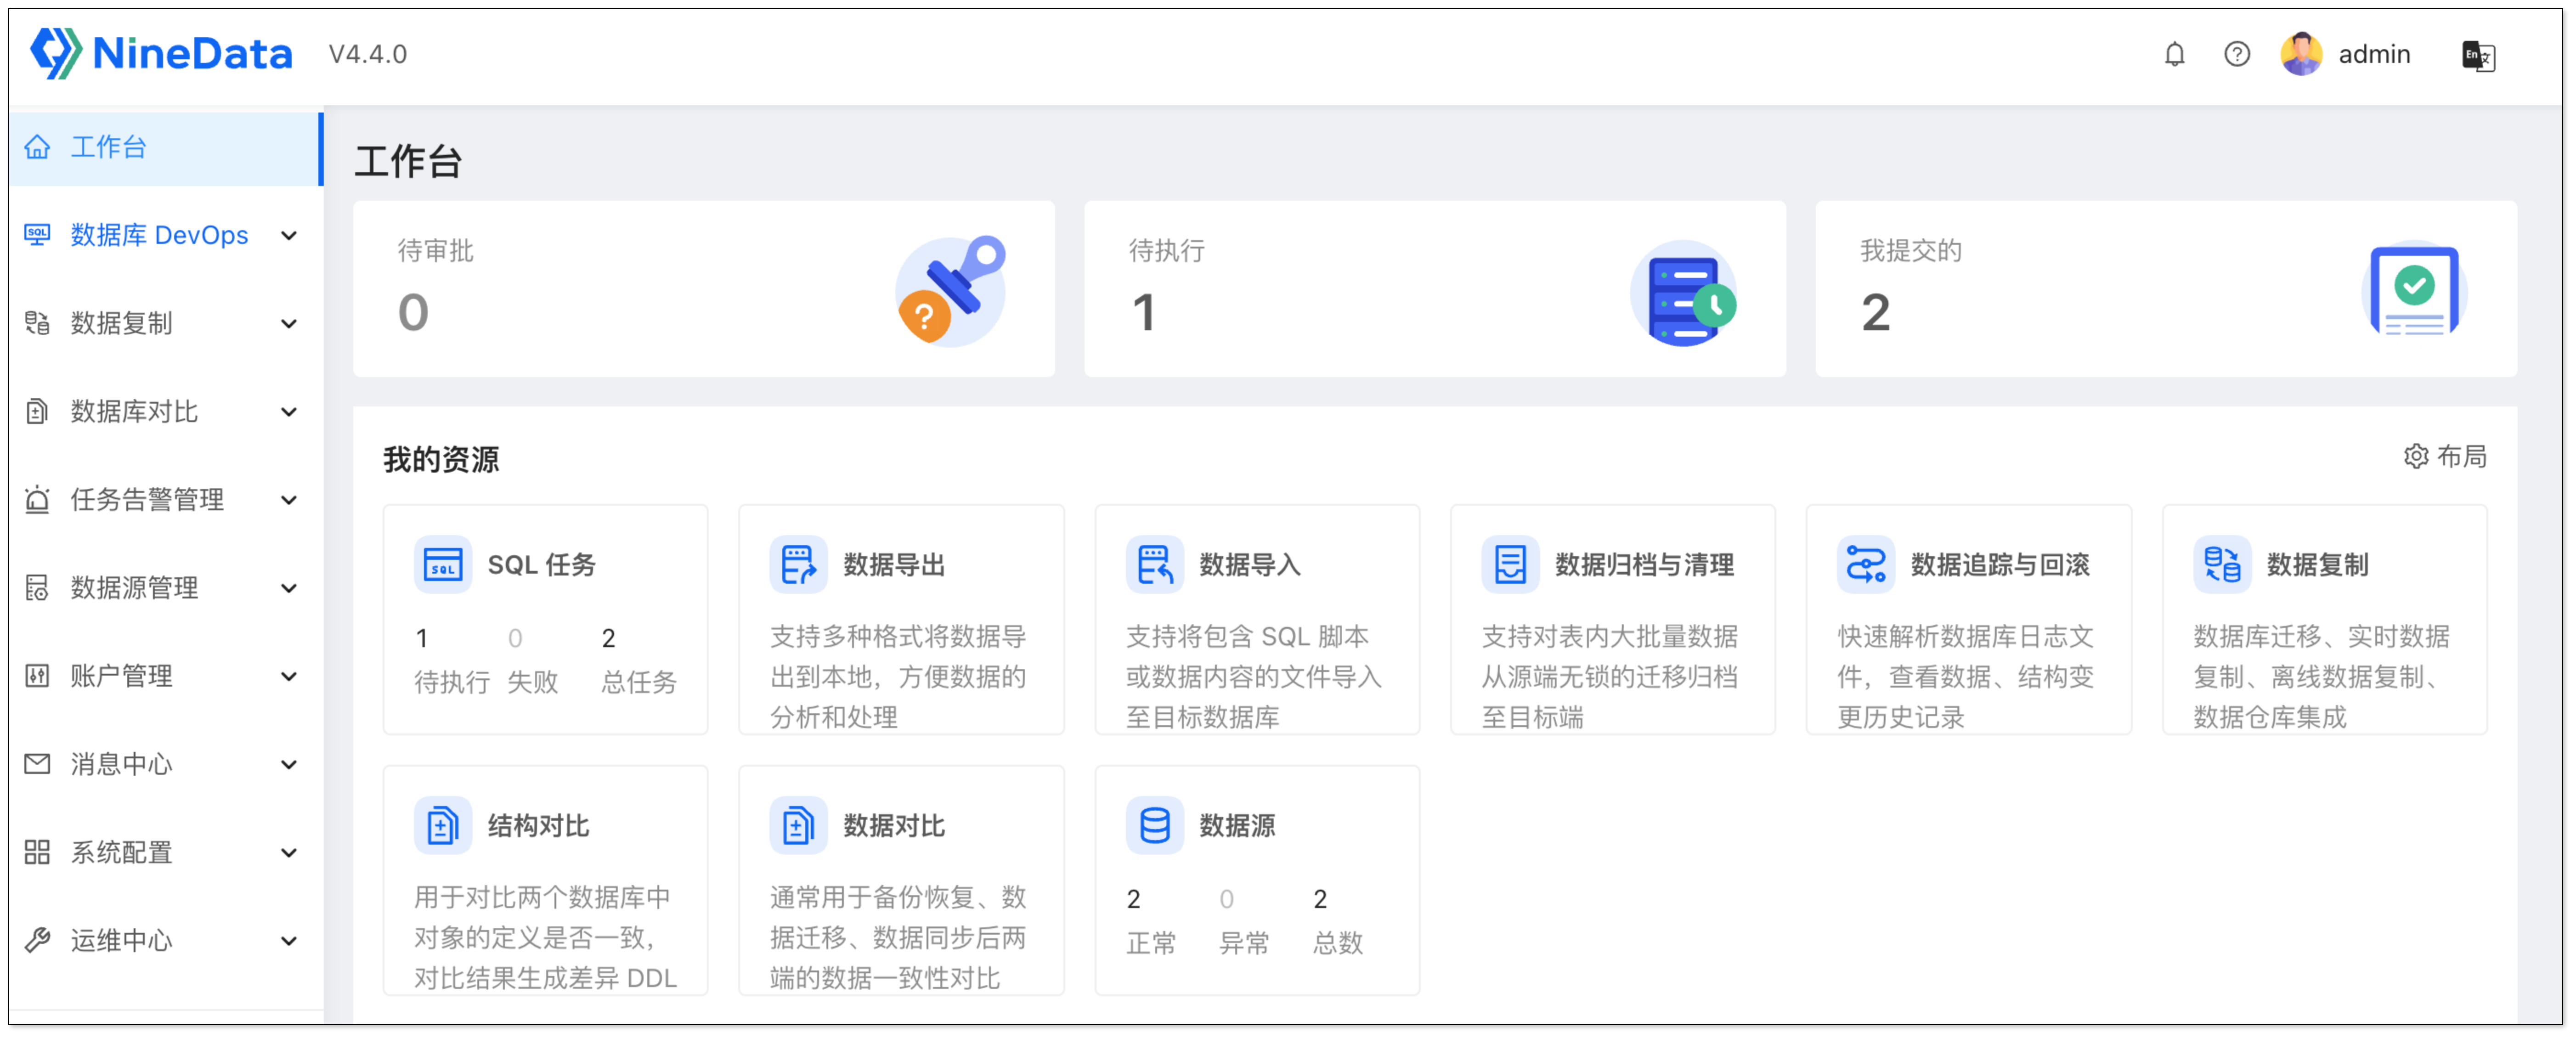 NineData V4.4.0
admin
En 文
工作台
数据库 DevOps
数据复制
数据库对比
任务告警管理
数据源管理
账户管理
消息中心
系统配置
运维中心
工作台
待审批
0
待执行
1
我提交的
2
我的资源
布局
SQL 任务
1 0 2
待执行 失败 总任务
数据导出
支持多种格式将数据导
出到本地，方便数据的
分析和处理
数据导入
支持将包含 SQL 脚本
或数据内容的文件导入
至目标数据库
数据归档与清理
支持对表内大批量数据
从源端无锁的迁移归档
至目标端
数据追踪与回滚
快速解析数据库日志文
件，查看数据、结构变
更历史记录
数据复制
数据库迁移、实时数据
复制、离线数据复制、
数据仓库集成
结构对比
用于对比两个数据库中
对象的定义是否一致，
对比结果生成差异 DDL
数据对比
通常用于备份恢复、数
据迁移、数据同步后两
端的数据一致性对比
数据源
2 0 2
正常 异常 总数